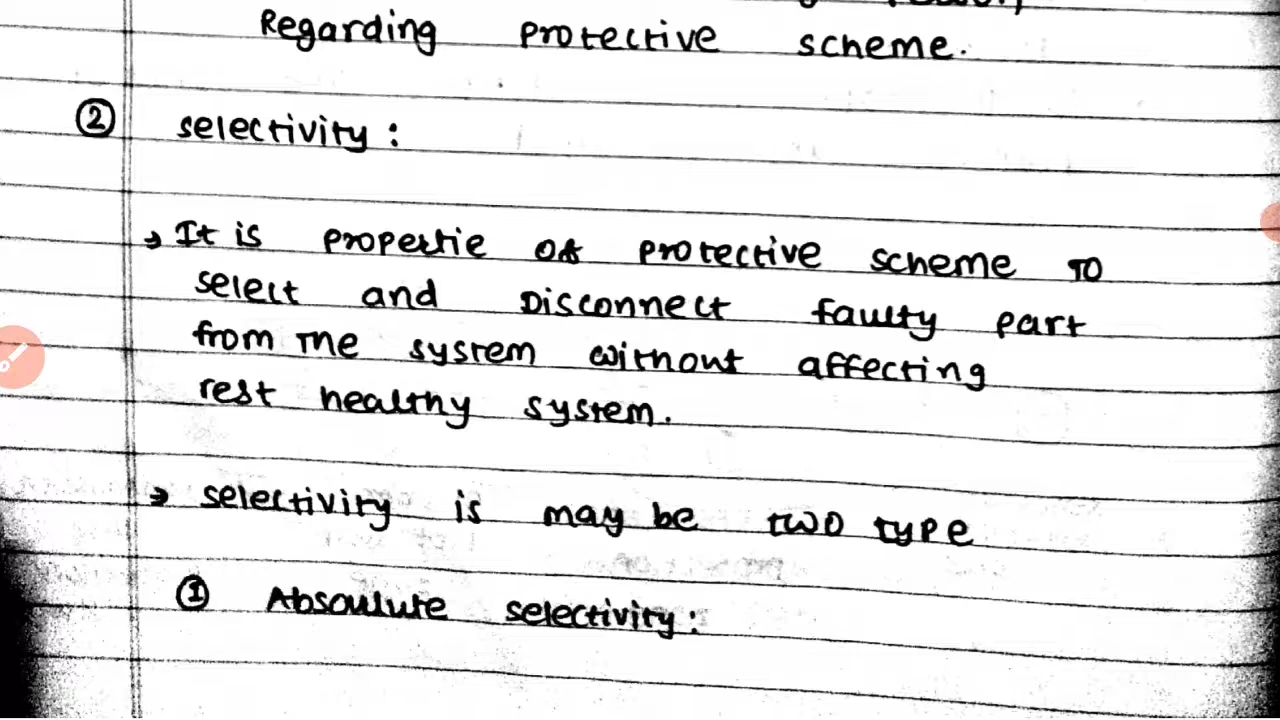 Regarding protective scheme.
② selectivity :
→ It is propertie of protective scheme to
select and Disconnect faulty part
from the system without affecting
rest healthy system.
→ selectivity is may be two type
① Absoulute selectivity :